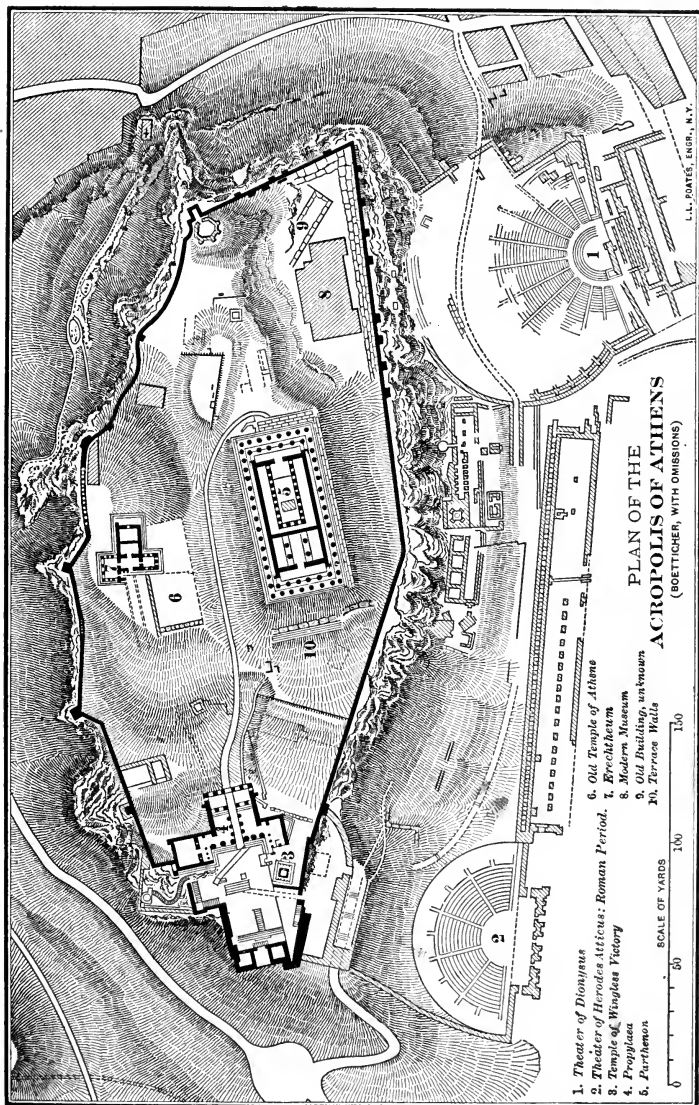 PLAN OF THE
ACROPOLIS OF ATHENS
(BOETTICHER, WITH OMISSIONS)
1. Theater of Dionysus
2. Theater of Herodes Atticus: Roman Period.
3. Temple of Wingless Victory
4. Propylaea
5. Parthenon
6. Old Temple of Athene
7. Erechtheum
8. Modern Museum
9. Old Building, unknown
10. Terrace Walls
SCALE OF YARDS
0 50 100 150
1
2
3
4
5
6
7
8
9
10
L.L. POATES, ENGR., N.Y.